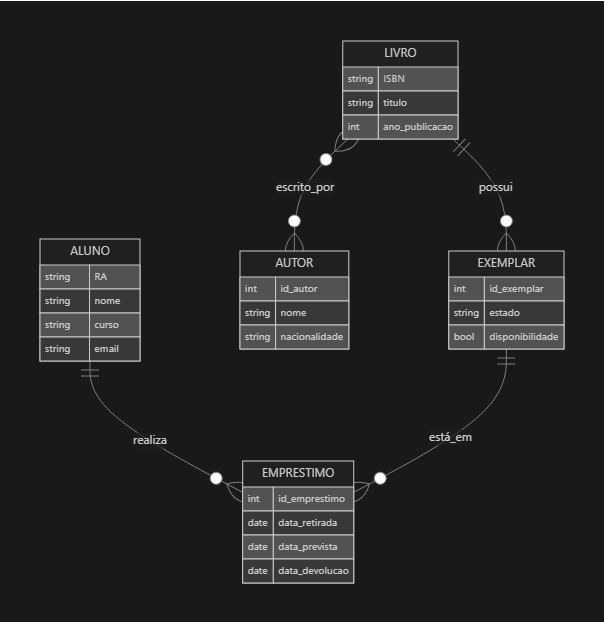 LIVRO
string ISBN
string titulo
int ano_publicacao
escrito_por
possui
ALUNO
string RA
string nome
string curso
string email
AUTOR
int id_autor
string nome
string nacionalidade
EXEMPLAR
int id_exemplar
string estado
bool disponibilidade
realiza
está_em
EMPRESTIMO
int id_emprestimo
date data_retirada
date data_prevista
date data_devolucao